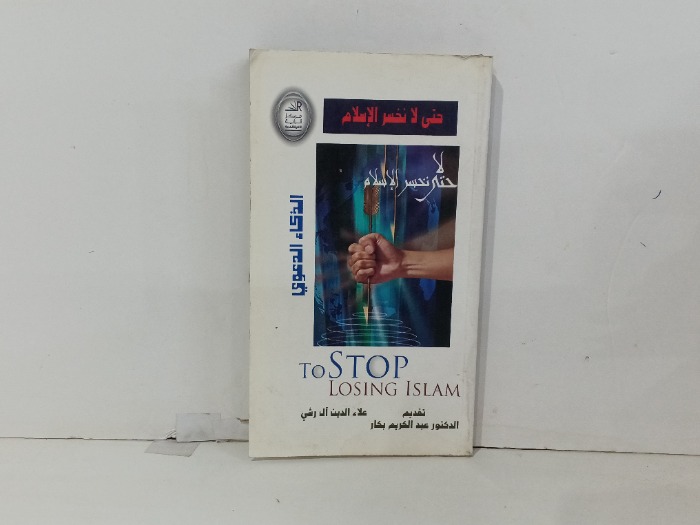 حتى لا نخسر الإسلام
حتى لا نخسر الإسلام
الذكاء الدعوي
TO STOP
LOSING ISLAM
تقديم علاء الدين آل رشي
الدكتور عبد الكريم بكار